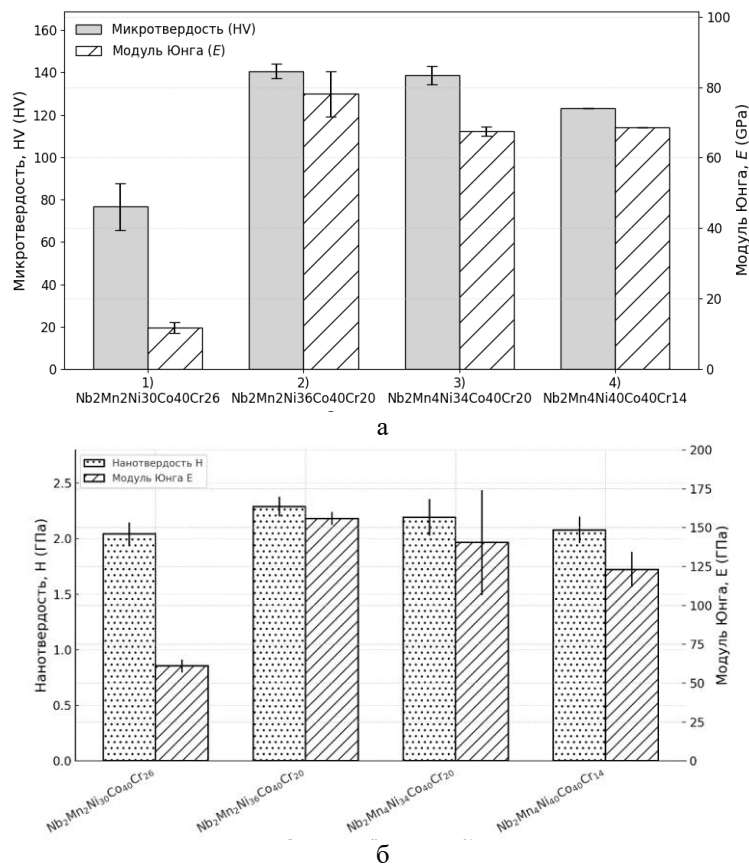 Микротвердость (HV)
Модуль Юнга (E)
Микротвердость, HV (HV)
160
140
120
100
80
60
40
20
0
100
80
60
40
20
0
Модуль Юнга, E (GPa)
1)
Nb2Mn2Ni30Co40Cr26
2)
Nb2Mn2Ni36Co40Cr20
3)
Nb2Mn4Ni34Co40Cr20
4)
Nb2Mn4Ni40Co40Cr14
а
Нанотвердость H
Модуль Юнга E
Нанотвердость, H (ГПа)
2.5
2.0
1.5
1.0
0.5
0.0
200
175
150
125
100
75
50
25
0
Модуль Юнга, E (ГПа)
Nb₂Mn₂Ni₃₀Co₄₀Cr₂₆
Nb₂Mn₂Ni₃₆Co₄₀Cr₂₀
Nb₂Mn₄Ni₃₄Co₄₀Cr₂₀
Nb₂Mn₄Ni₄₀Co₄₀Cr₁₄
б